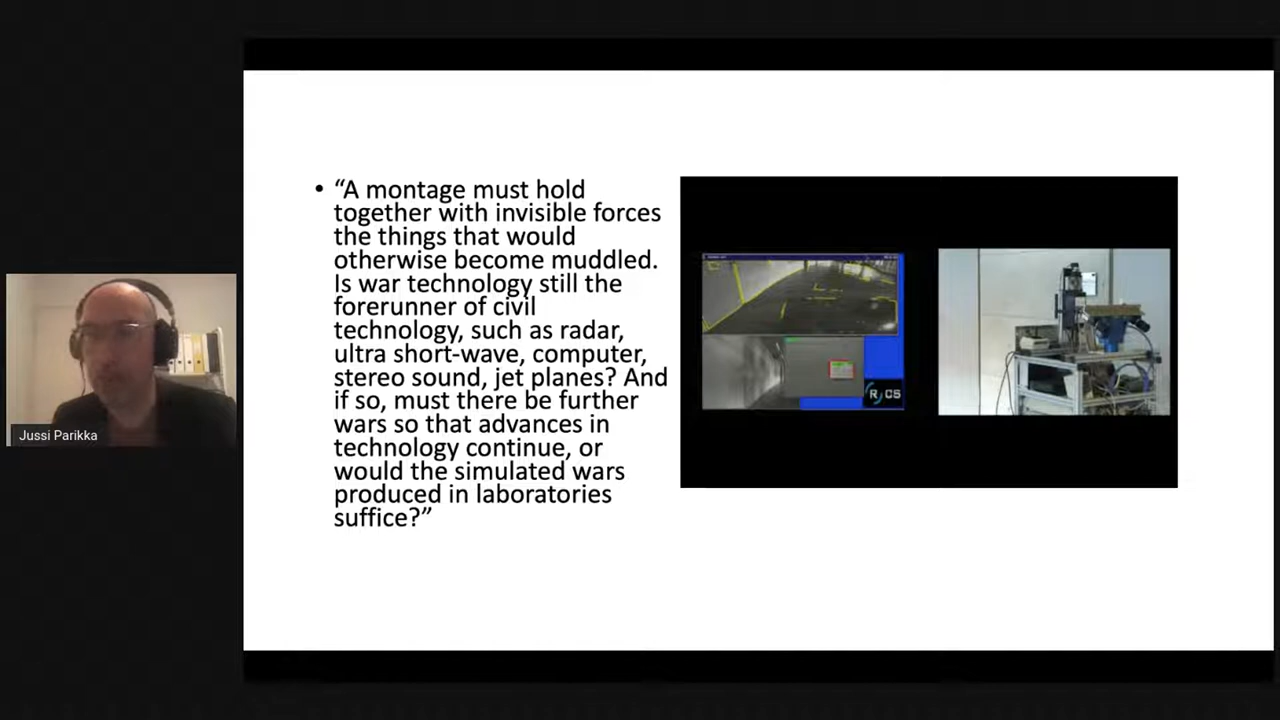 • “A montage must hold
together with invisible forces
the things that would
otherwise become muddled.
Is war technology still the
forerunner of civil
technology, such as radar,
ultra short-wave, computer,
stereo sound, jet planes? And
if so, must there be further
wars so that advances in
technology continue, or
would the simulated wars
produced in laboratories
suffice?”
R CS
Jussi Parikka